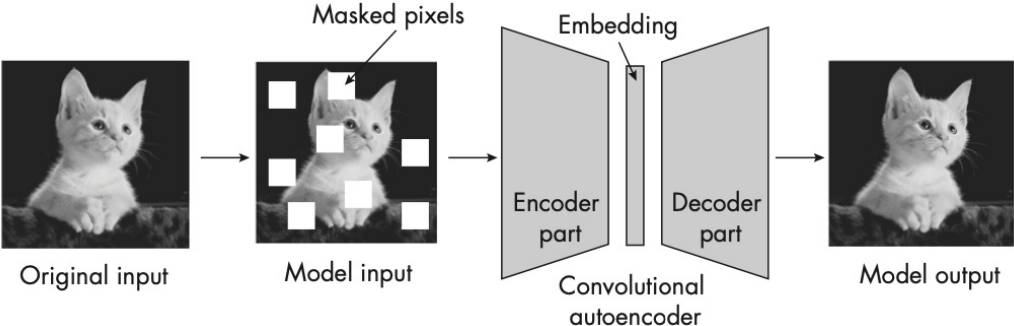 Masked pixels
Embedding
Encoder
part
Decoder
part
Original input
Model input
Convolutional
autoencoder
Model output